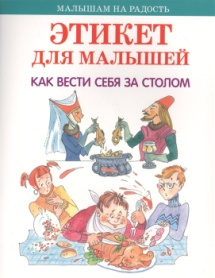 МАЛЫШАМ НА РАДОСТЬ
ЭТИКЕТ
ДЛЯ МАЛЫШЕЙ
КАК ВЕСТИ СЕБЯ ЗА СТОЛОМ